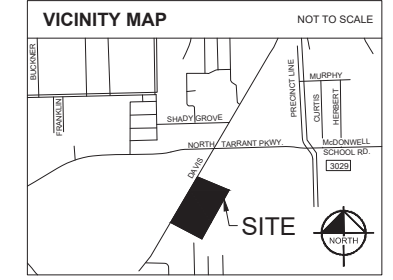 VICINITY MAP
NOT TO SCALE
BUCKNER
FRANKLIN
SHADY GROVE
PRECINCT LINE
MURPHY
CURTIS
HERBERT
NORTH TARRANT PKWY.
McDONWELL
SCHOOL RD.
3029
DAVIS
SITE
NORTH